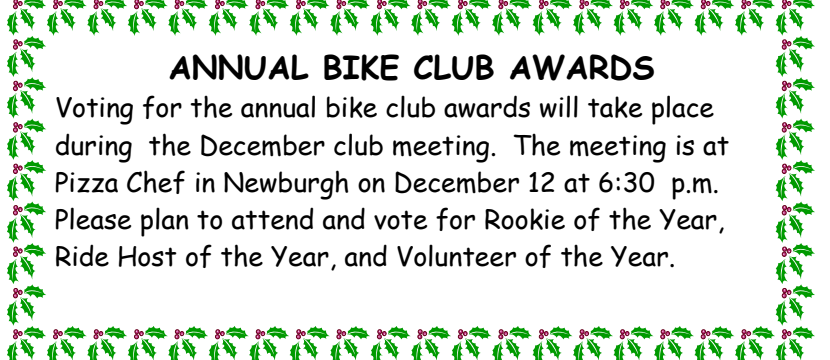 ANNUAL BIKE CLUB AWARDS
Voting for the annual bike club awards will take place
during  the December club meeting.  The meeting is at
Pizza Chef in Newburgh on December 12 at 6:30  p.m.
Please plan to attend and vote for Rookie of the Year,
Ride Host of the Year, and Volunteer of the Year.